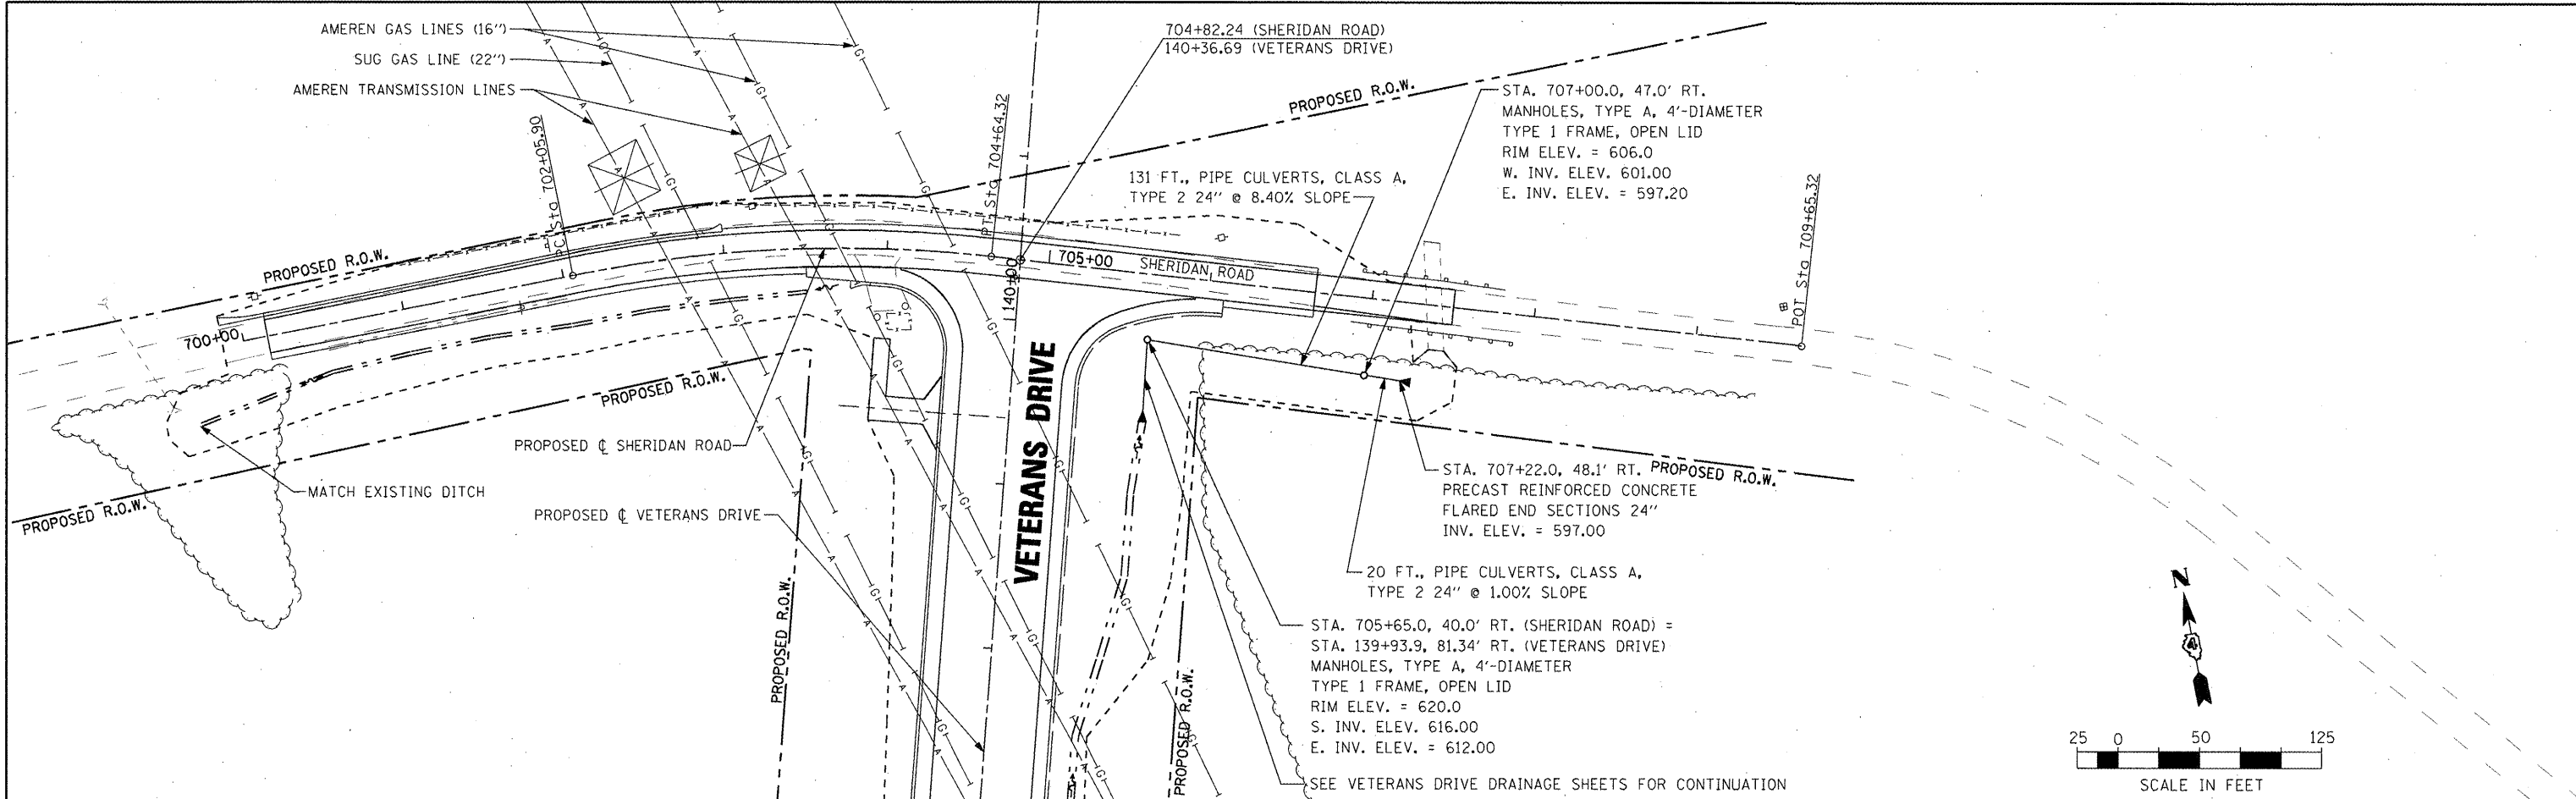 AMEREN GAS LINES (16")
SUG GAS LINE (22")
AMEREN TRANSMISSION LINES
704+82.24 (SHERIDAN ROAD)
140+36.69 (VETERANS DRIVE)
PROPOSED R.O.W.
STA. 707+00.0, 47.0' RT.
MANHOLES, TYPE A, 4'-DIAMETER
TYPE 1 FRAME, OPEN LID
RIM ELEV. = 606.0
W. INV. ELEV. 601.00
E. INV. ELEV. = 597.20
PC Sta 702+05.90
PT Sta 704+64.32
131 FT., PIPE CULVERTS, CLASS A,
TYPE 2 24" @ 8.40% SLOPE
POT Sta 709+65.32
PROPOSED R.O.W.
700+00
705+00
SHERIDAN ROAD
140+00
VETERANS DRIVE
PROPOSED R.O.W.
PROPOSED ℄ SHERIDAN ROAD
MATCH EXISTING DITCH
PROPOSED R.O.W.
PROPOSED ℄ VETERANS DRIVE
STA. 707+22.0, 48.1' RT.
PRECAST REINFORCED CONCRETE
FLARED END SECTIONS 24"
INV. ELEV. = 597.00
PROPOSED R.O.W.
20 FT., PIPE CULVERTS, CLASS A,
TYPE 2 24" @ 1.00% SLOPE
PROPOSED R.O.W.
PROPOSED R.O.W.
STA. 705+65.0, 40.0' RT. (SHERIDAN ROAD) =
STA. 139+93.9, 81.34' RT. (VETERANS DRIVE)
MANHOLES, TYPE A, 4'-DIAMETER
TYPE 1 FRAME, OPEN LID
RIM ELEV. = 620.0
S. INV. ELEV. 616.00
E. INV. ELEV. = 612.00
SEE VETERANS DRIVE DRAINAGE SHEETS FOR CONTINUATION
N
4
25 0 50 125
SCALE IN FEET